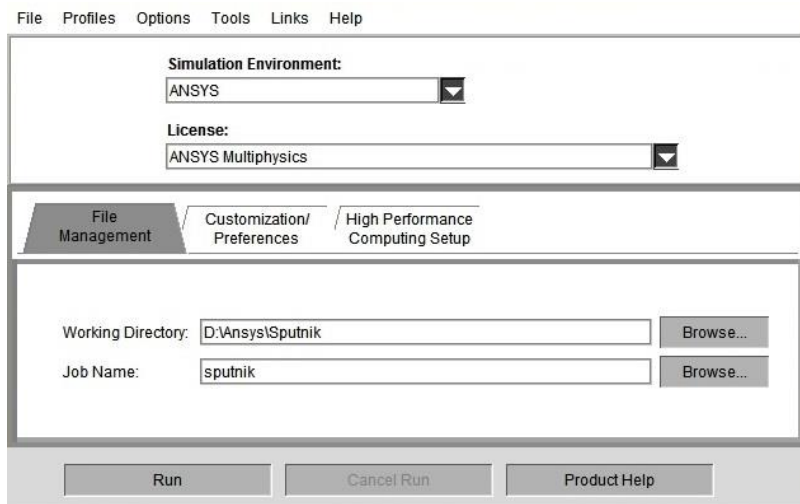 File Profiles Options Tools Links Help
Simulation Environment:
ANSYS
License:
ANSYS Multiphysics
File
Management
Customization/
Preferences
High Performance
Computing Setup
Working Directory: D:\Ansys\Sputnik Browse...
Job Name: sputnik Browse...
Run Cancel Run Product Help